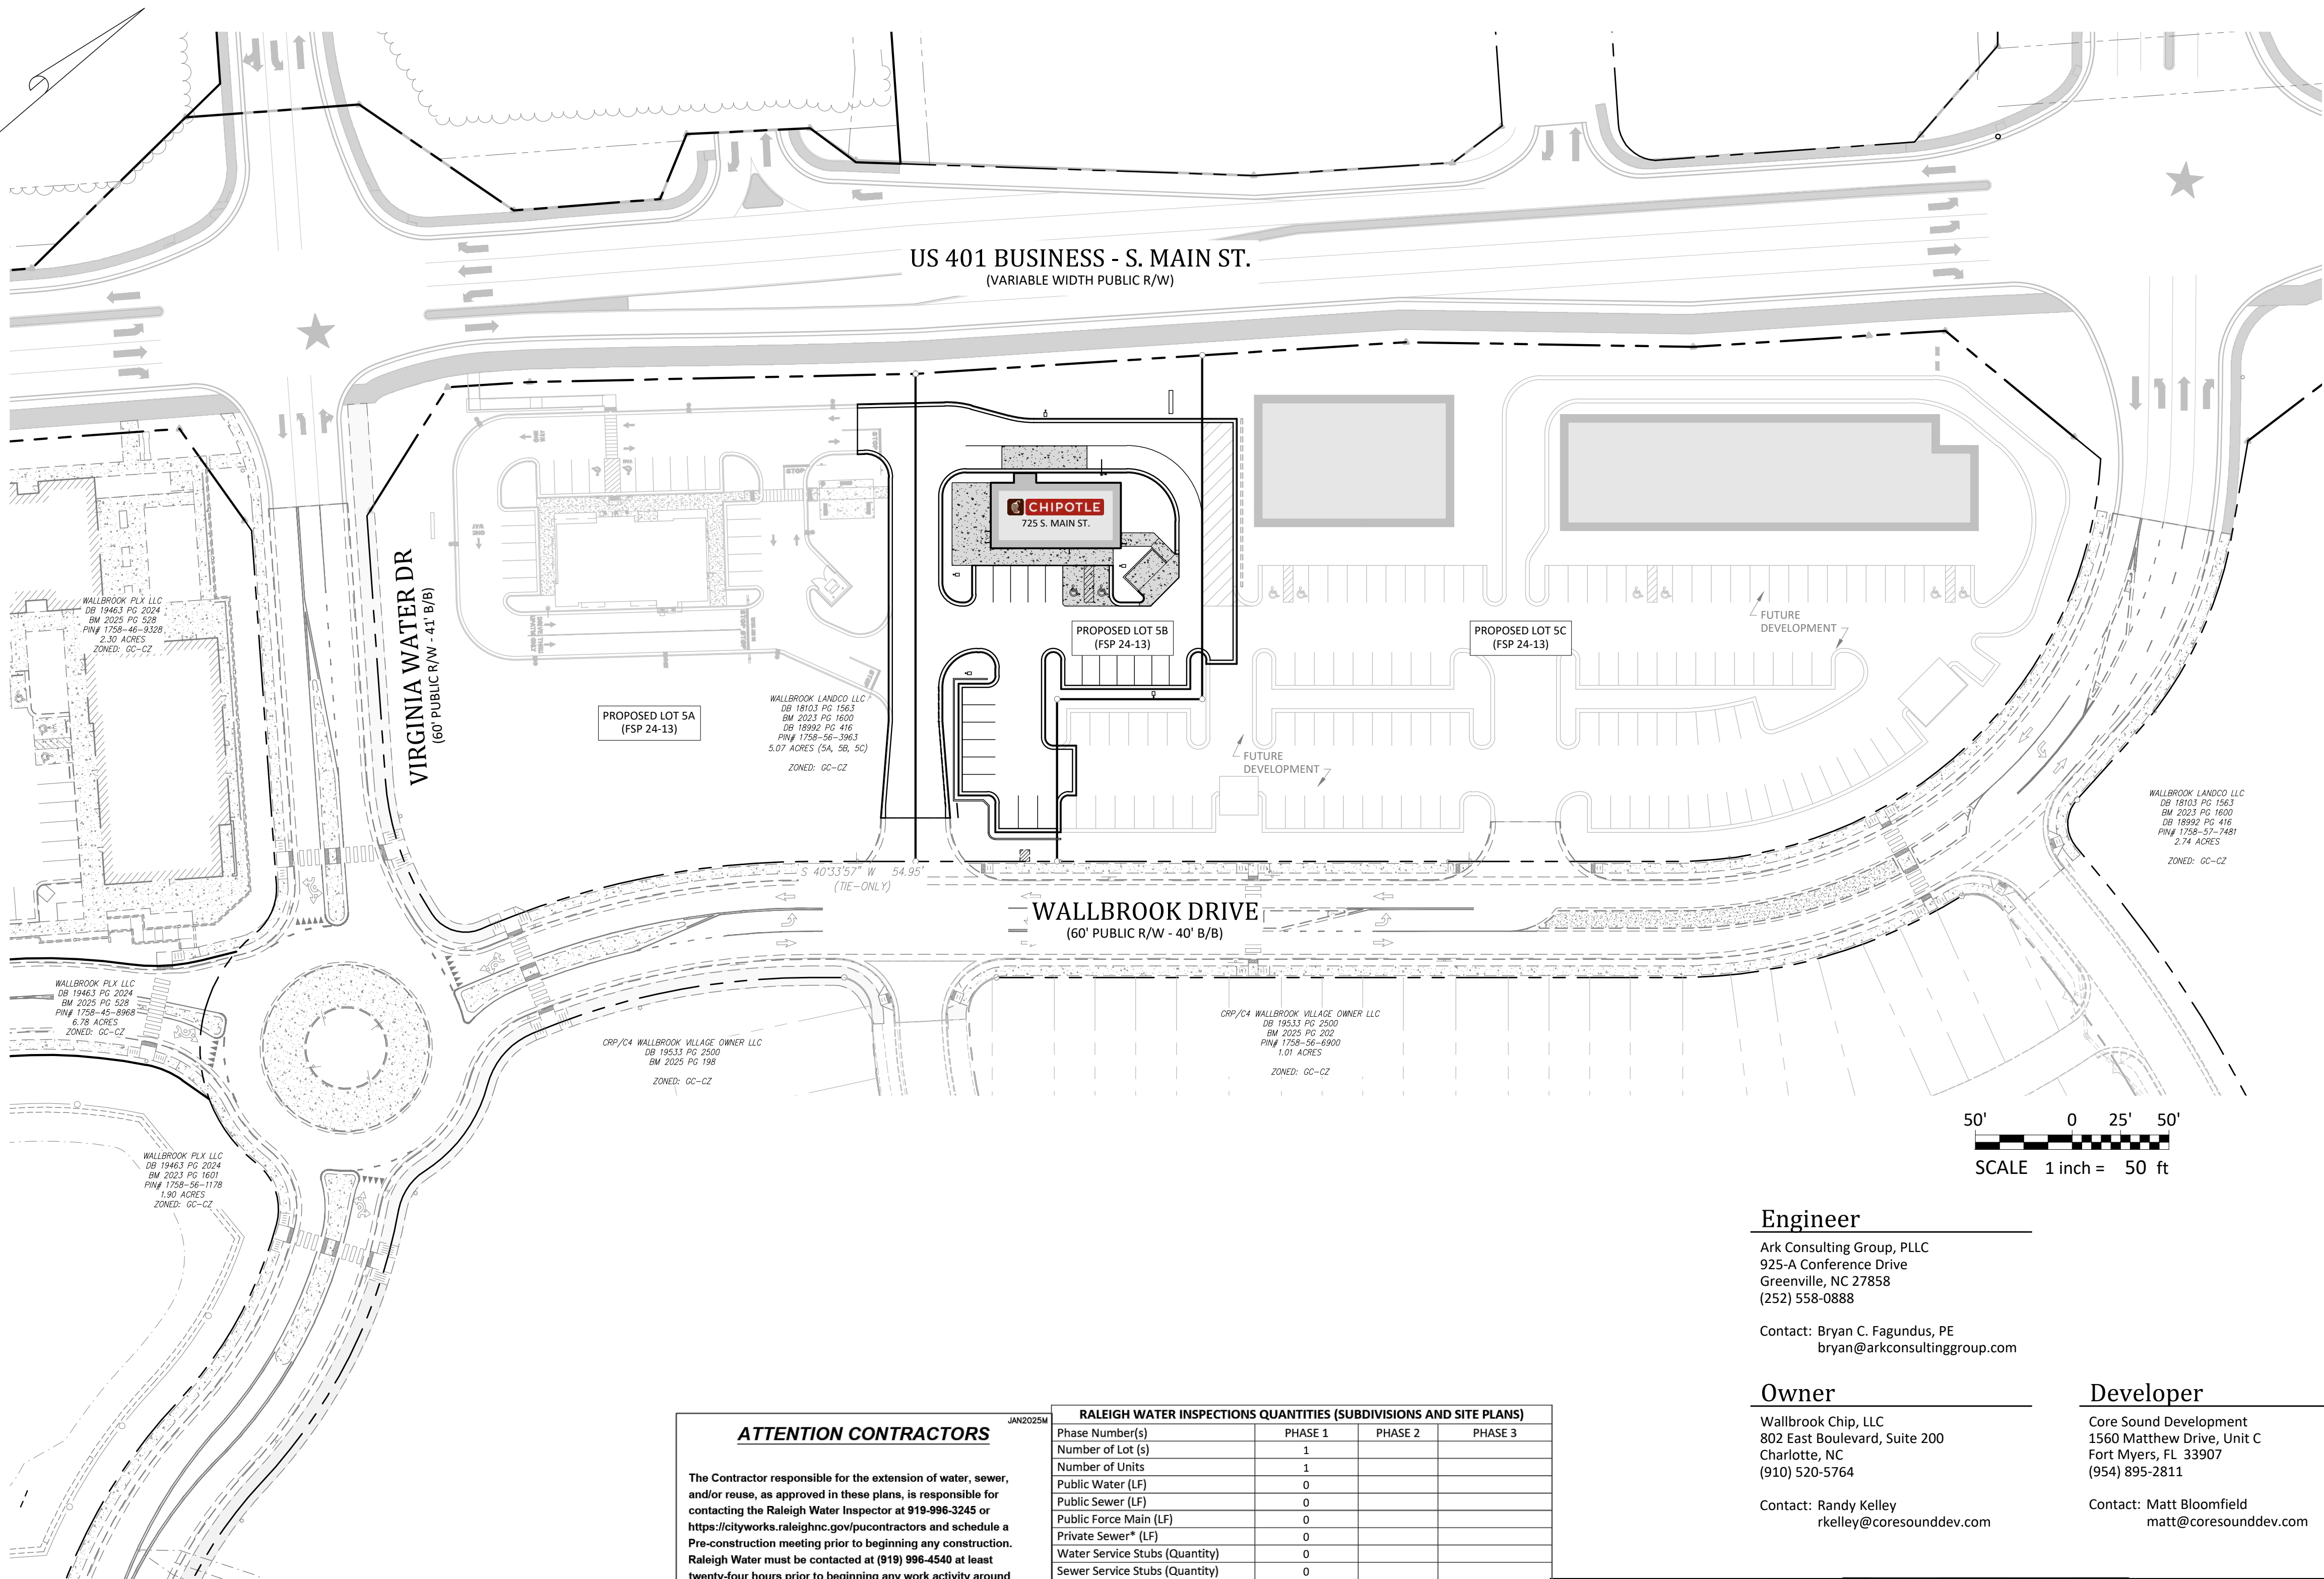 US 401 BUSINESS - S. MAIN ST.
(VARIABLE WIDTH PUBLIC R/W)
CHIPOTLE
725 S. MAIN ST.
STOP
STOP
STOP
VIRGINIA WATER DR
(60' PUBLIC R/W - 41' B/B)
WALLBROOK PLX LLC
DB 19463 PG 2024
BM 2025 PG 528
PIN# 1758-46-9328
2.30 ACRES
ZONED: GC-CZ
PROPOSED LOT 5B
(FSP 24-13)
PROPOSED LOT 5C
(FSP 24-13)
FUTURE
DEVELOPMENT
PROPOSED LOT 5A
(FSP 24-13)
WALLBROOK LANDCO LLC
DB 18103 PG 1563
BM 2023 PG 1600
DB 18992 PG 416
PIN# 1758-56-3963
5.07 ACRES (5A, 5B, 5C)
ZONED: GC-CZ
FUTURE
DEVELOPMENT
WALLBROOK LANDCO LLC
DB 18103 PG 1563
BM 2023 PG 1600
DB 18992 PG 416
PIN# 1758-57-7481
2.74 ACRES
ZONED: GC-CZ
S 40°33'57" W 54.95'
(TIE-ONLY)
WALLBROOK DRIVE
(60' PUBLIC R/W - 40' B/B)
WALLBROOK PLX LLC
DB 19463 PG 2024
BM 2025 PG 528
PIN# 1758-45-8968
6.78 ACRES
ZONED: GC-CZ
CRP/C4 WALLBROOK VILLAGE OWNER LLC
DB 19533 PG 2500
BM 2025 PG 198
ZONED: GC-CZ
CRP/C4 WALLBROOK VILLAGE OWNER LLC
DB 19533 PG 2500
BM 2025 PG 202
PIN# 1758-56-6900
1.01 ACRES
ZONED: GC-CZ
WALLBROOK PLX LLC
DB 19463 PG 2024
BM 2023 PG 1601
PIN# 1758-56-1178
1.90 ACRES
ZONED: GC-CZ
50' 0 25' 50'
SCALE 1 inch = 50 ft
Engineer
Ark Consulting Group, PLLC
925-A Conference Drive
Greenville, NC 27858
(252) 558-0888
Contact: Bryan C. Fagundus, PE
bryan@arkconsultinggroup.com
Owner
Wallbrook Chip, LLC
802 East Boulevard, Suite 200
Charlotte, NC
(910) 520-5764
Contact: Randy Kelley
rkelley@coresounddev.com
Developer
Core Sound Development
1560 Matthew Drive, Unit C
Fort Myers, FL 33907
(954) 895-2811
Contact: Matt Bloomfield
matt@coresounddev.com
JAN2025M
ATTENTION CONTRACTORS
The Contractor responsible for the extension of water, sewer,
and/or reuse, as approved in these plans, is responsible for
contacting the Raleigh Water Inspector at 919-996-3245 or
https://cityworks.raleighnc.gov/pucontractors and schedule a
Pre-construction meeting prior to beginning any construction.
Raleigh Water must be contacted at (919) 996-4540 at least
twenty-four hours prior to beginning any work activity around
RALEIGH WATER INSPECTIONS QUANTITIES (SUBDIVISIONS AND SITE PLANS)
Phase Number(s) PHASE 1 PHASE 2 PHASE 3
Number of Lot (s) 1
Number of Units 1
Public Water (LF) 0
Public Sewer (LF) 0
Public Force Main (LF) 0
Private Sewer* (LF) 0
Water Service Stubs (Quantity) 0
Sewer Service Stubs (Quantity) 0